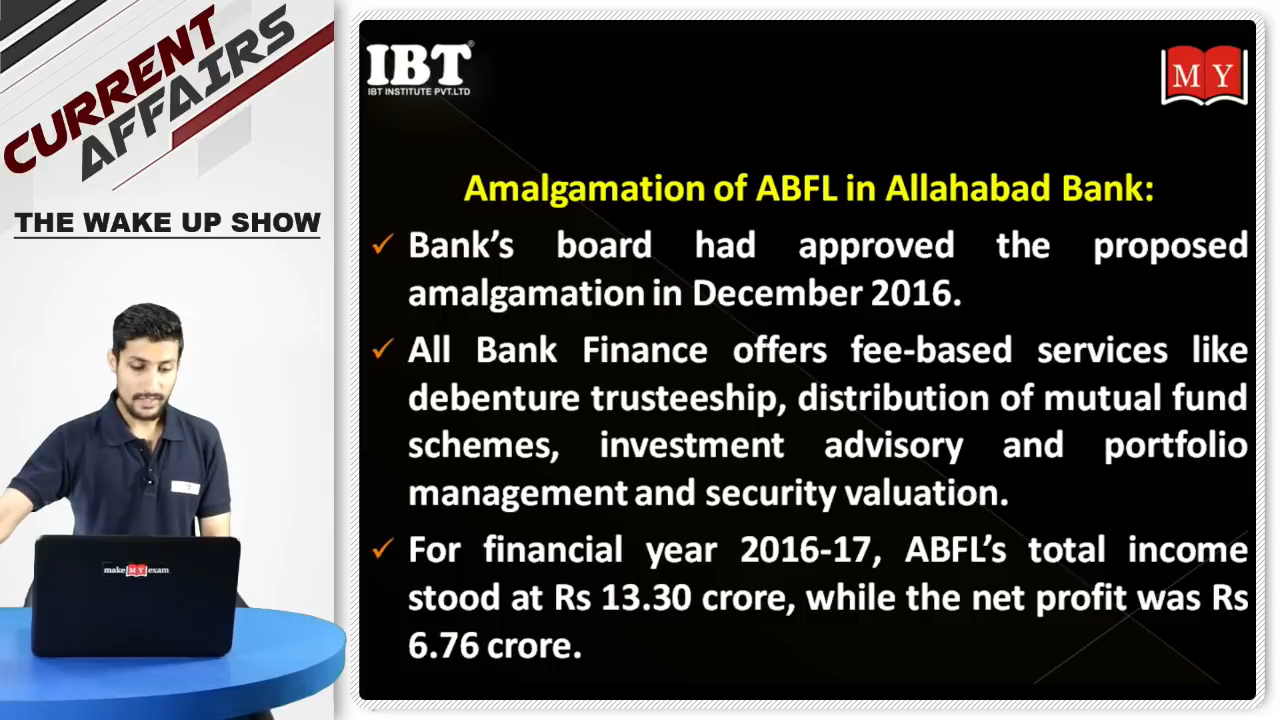 CURRENT
AFFAIRS
THE WAKE UP SHOW
make MY exam
IBT®
IBT INSTITUTE PVT.LTD
M Y
Amalgamation of ABFL in Allahabad Bank:
✓ Bank’s board had approved the proposed
amalgamation in December 2016.
✓ All Bank Finance offers fee-based services like
debenture trusteeship, distribution of mutual fund
schemes, investment advisory and portfolio
management and security valuation.
✓ For financial year 2016-17, ABFL’s total income
stood at Rs 13.30 crore, while the net profit was Rs
6.76 crore.